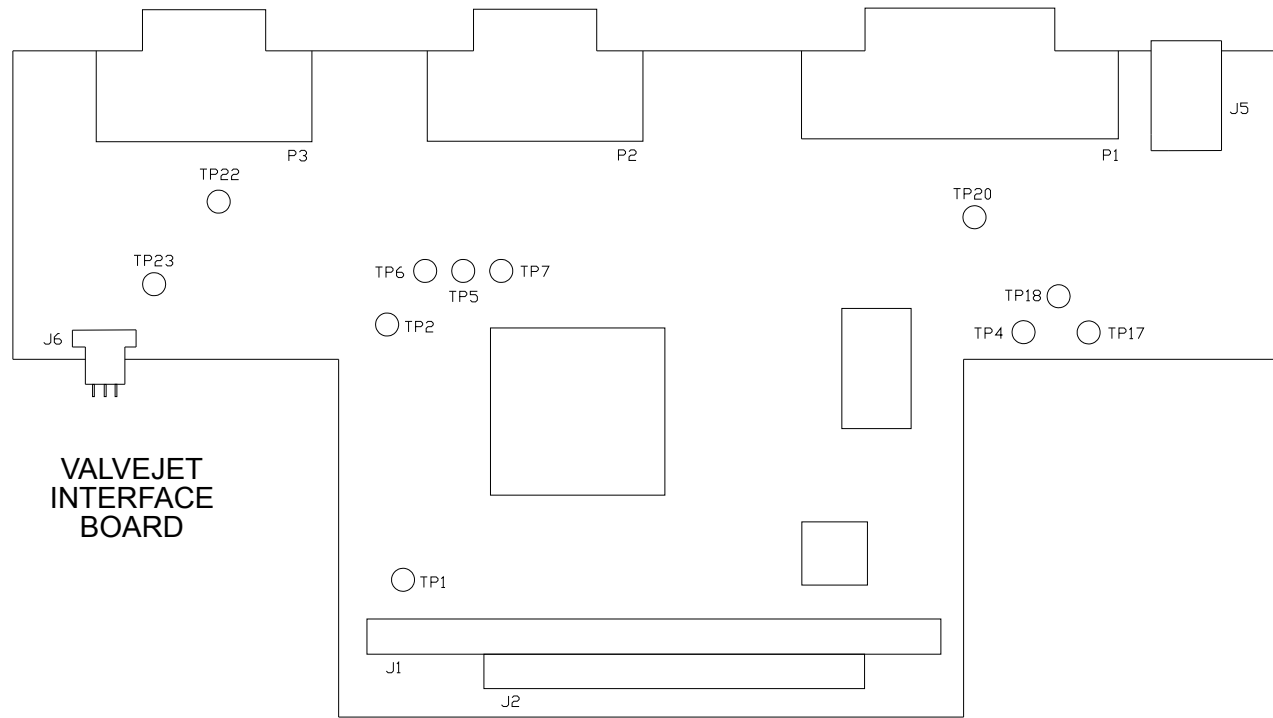 J5
P3
P2
P1
TP22
TP20
TP23
TP6
TP7
TP5
TP18
TP2
TP4
TP17
J6
VALVEJET
INTERFACE
BOARD
TP1
J1
J2